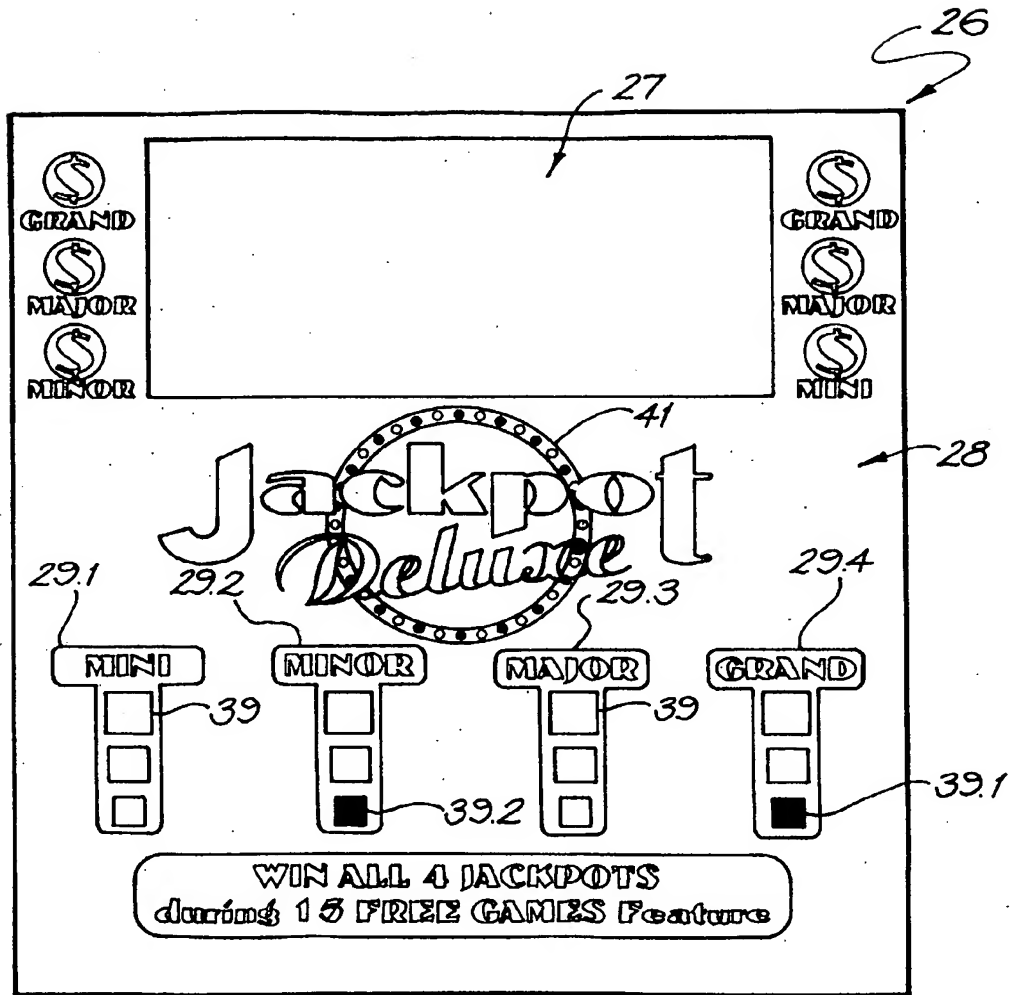 26
27
$
GRAND
$
MAJOR
$
MINOR
$
GRAND
$
MAJOR
$
MINI
41
28
Jackpot
Deluxe
29.1
29.2
29.3
29.4
MINI
MINOR
MAJOR
GRAND
39
39
39.2
39.1
WIN ALL 4 JACKPOTS
during 15 FREE GAMES Feature